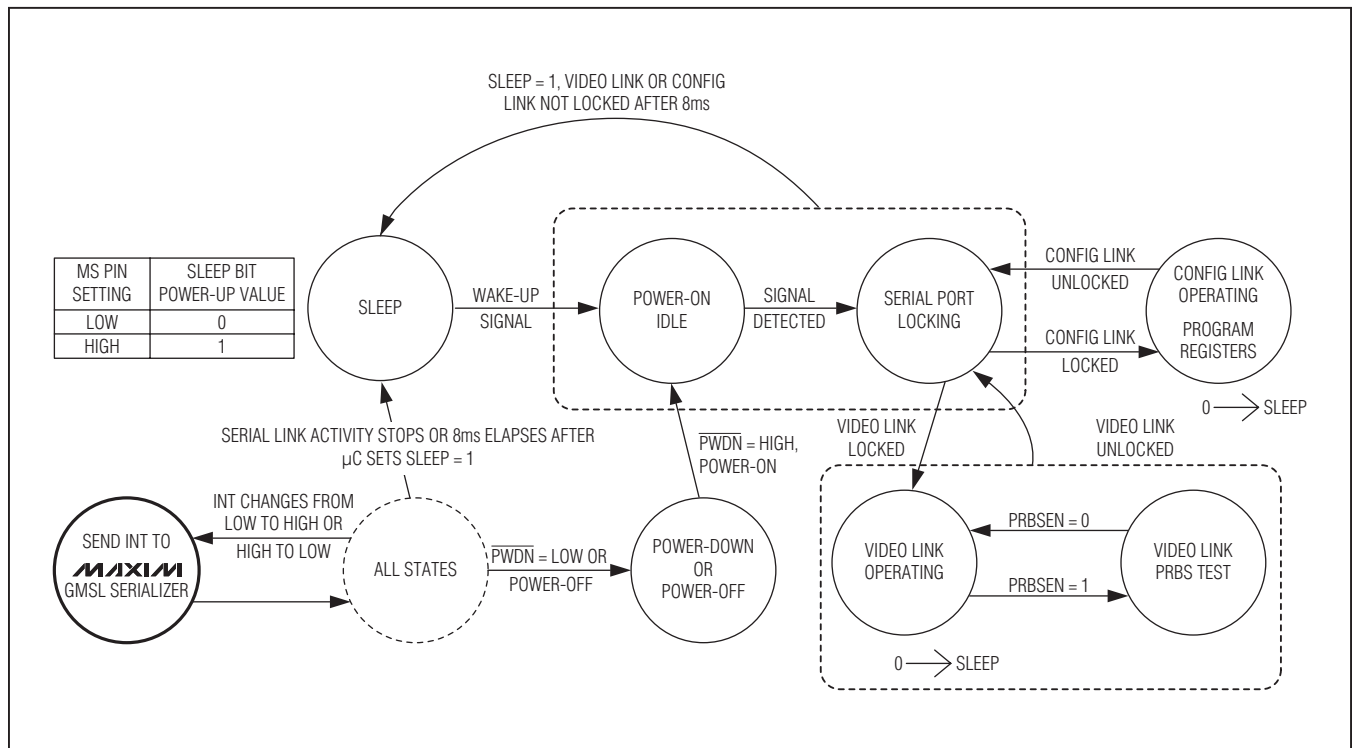 SLEEP = 1, VIDEO LINK OR CONFIG
LINK NOT LOCKED AFTER 8ms
MS PIN
SETTING
SLEEP BIT
POWER-UP VALUE
LOW 0
HIGH 1
SLEEP
WAKE-UP
SIGNAL
POWER-ON
IDLE
SIGNAL
DETECTED
SERIAL PORT
LOCKING
CONFIG LINK
UNLOCKED
CONFIG LINK
LOCKED
CONFIG LINK
OPERATING
PROGRAM
REGISTERS
0 → SLEEP
SERIAL LINK ACTIVITY STOPS OR 8ms ELAPSES AFTER
µC SETS SLEEP = 1
PWDN = HIGH,
POWER-ON
VIDEO LINK
LOCKED
VIDEO LINK
UNLOCKED
INT CHANGES FROM
LOW TO HIGH OR
HIGH TO LOW
SEND INT TO
MAXIM
GMSL SERIALIZER
ALL STATES
PWDN = LOW OR
POWER-OFF
POWER-DOWN
OR
POWER-OFF
VIDEO LINK
OPERATING
PRBSEN = 0
PRBSEN = 1
VIDEO LINK
PRBS TEST
0 → SLEEP